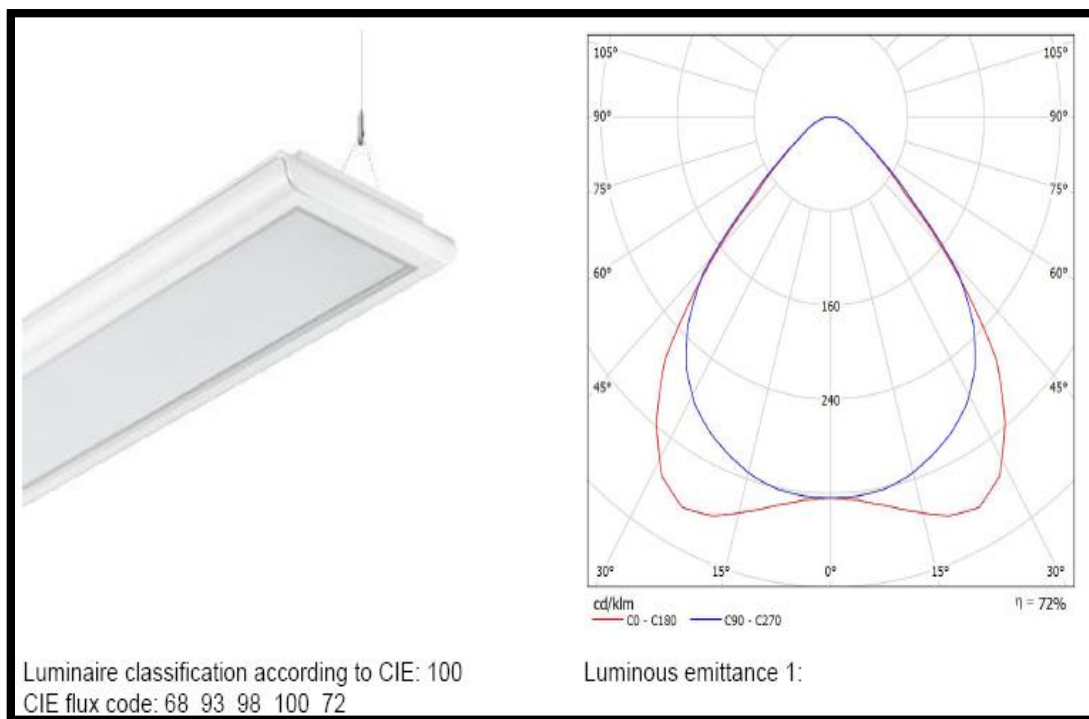 105° 105°
90° 90°
75° 75°
60° 60°
160
45° 45°
240
30° 15° 0° 15° 30°
cd/klm η = 72%
C0 - C180 C90 - C270
Luminaire classification according to CIE: 100
CIE flux code: 68 93 98 100 72
Luminous emittance 1: